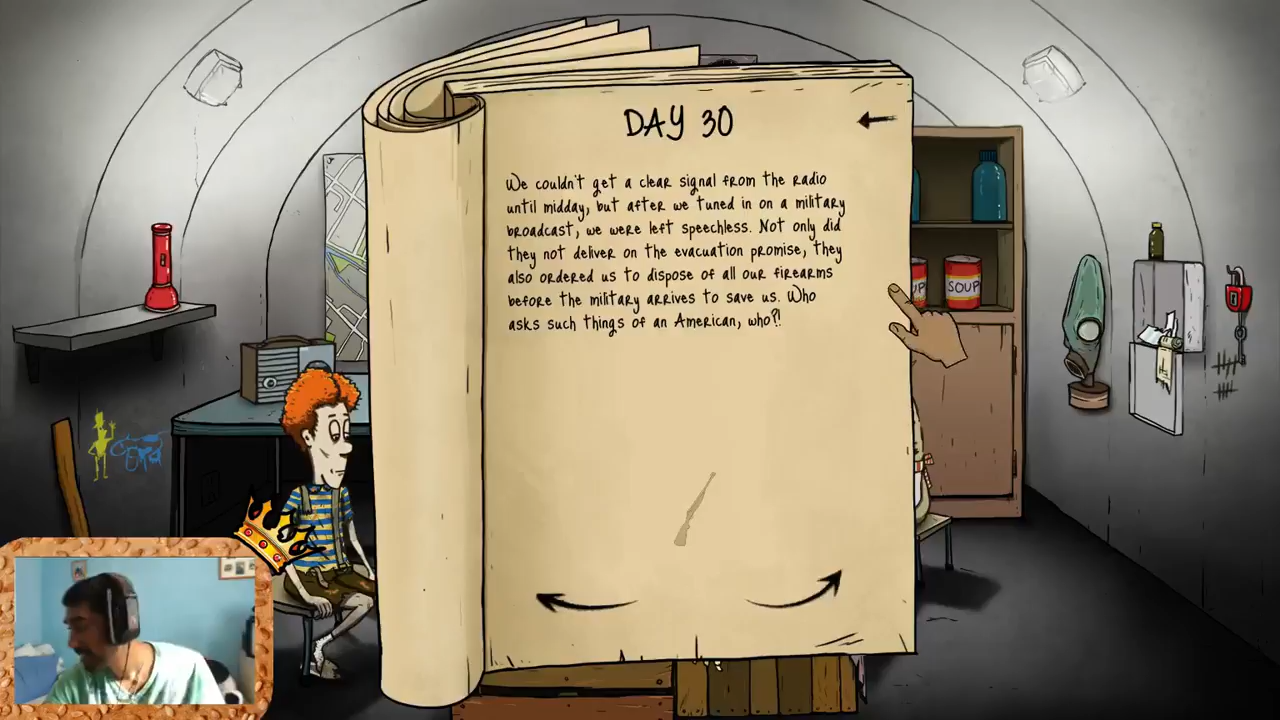 DAY 30
We couldn't get a clear signal from the radio
until midday, but after we tuned in on a military
broadcast, we were left speechless. Not only did
they not deliver on the evacuation promise, they
also ordered us to dispose of all our firearms
before the military arrives to save us. Who
asks such things of an American, who?!
UP
SOUP